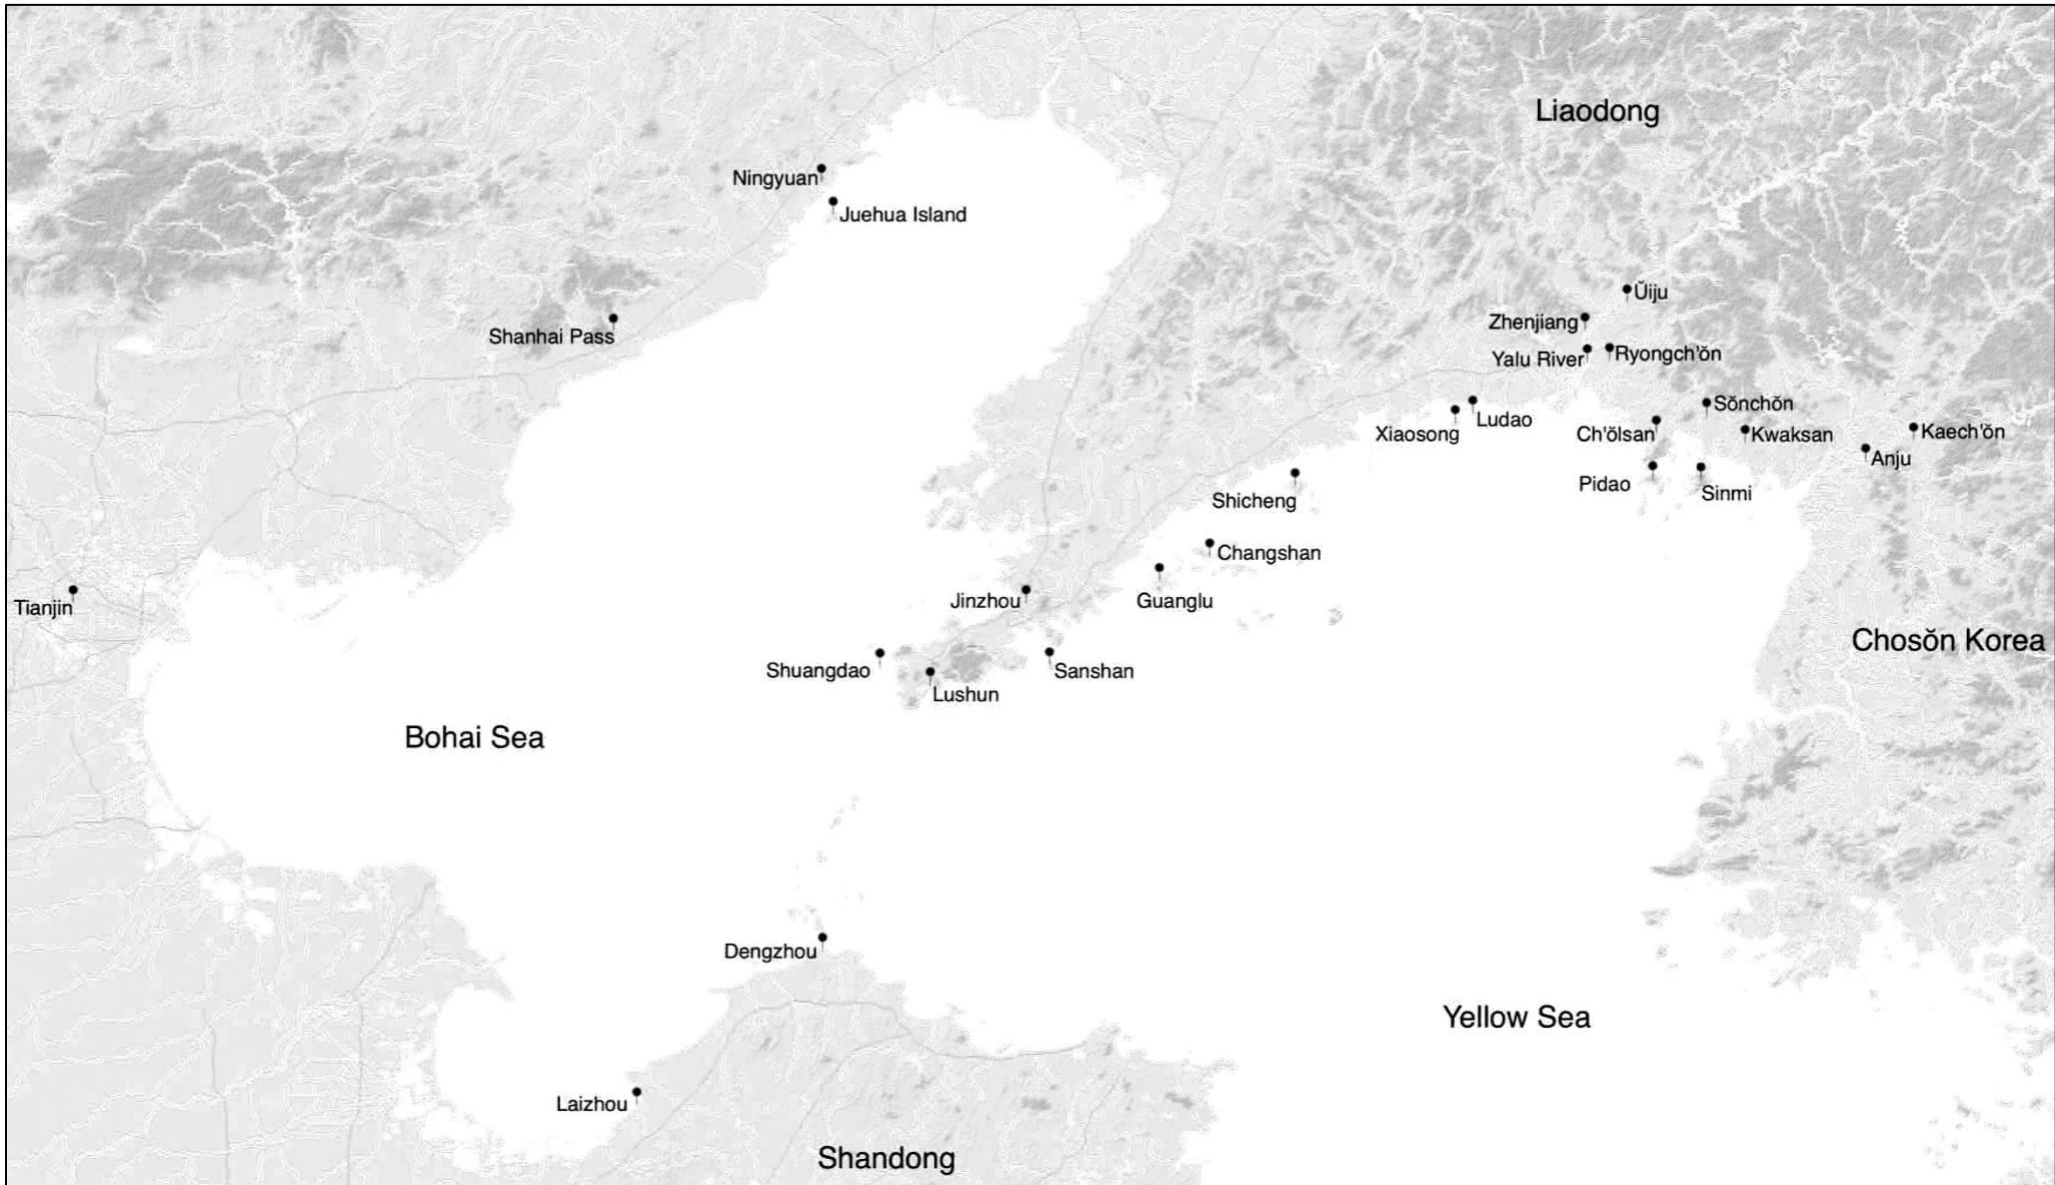 Liaodong
Ningyuan
Juehua Island
Ŭiju
Zhenjiang
Shanhai Pass
Yalu River
Ryongch'ŏn
Sŏnchŏn
Ludao
Xiaosong
Ch'ŏlsan
Kwaksan
Kaech'ŏn
Anju
Pidao
Sinmi
Shicheng
Changshan
Tianjin
Jinzhou
Guanglu
Chosŏn Korea
Shuangdao
Lushun
Sanshan
Bohai Sea
Dengzhou
Yellow Sea
Laizhou
Shandong